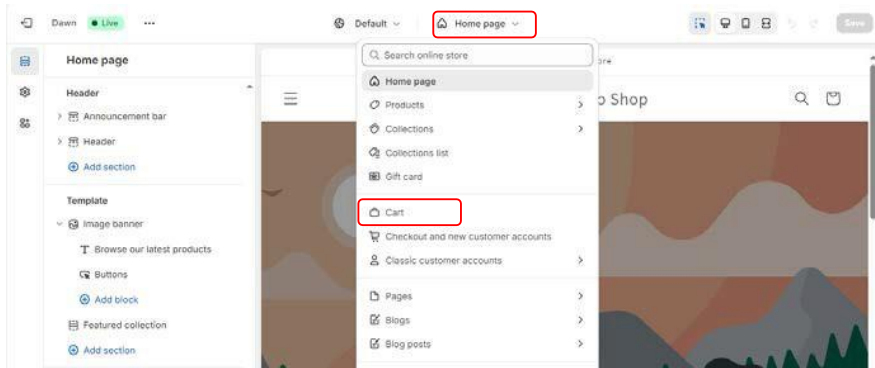 Dawn Live ... Default Home page Save
Home page
Header
Announcement bar
Header
Add section
Template
Image banner
Browse our latest products
Buttons
Add block
Featured collection
Add section
Search online store
Home page
Products
Collections
Collections list
Gift card
Cart
Checkout and new customer accounts
Classic customer accounts
Pages
Blogs
Blog posts
Shop